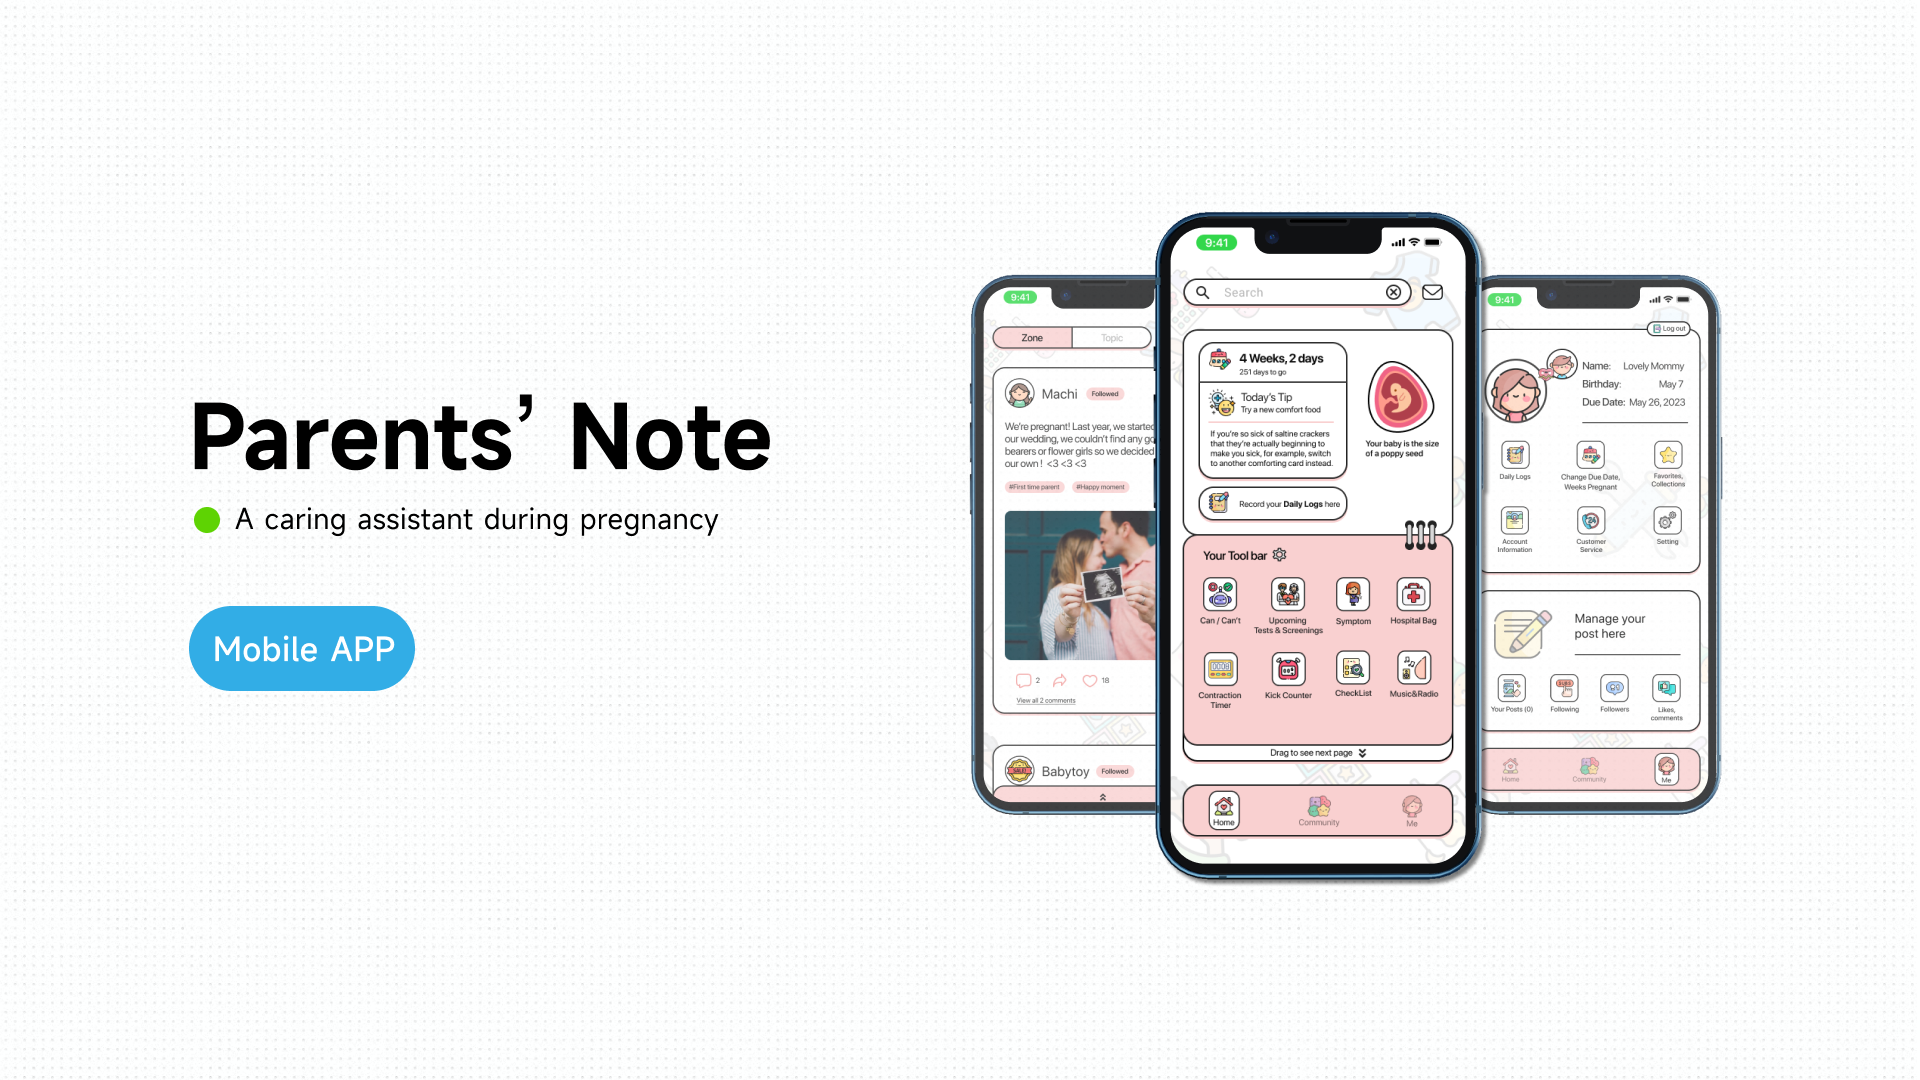 Parents’ Note
A caring assistant during pregnancy
Mobile APP
9:41
Zone
Topic
Machi
Followed
We're pregnant! Last year, we started
our wedding, we couldn't find any
bearers or flower girls so we decided
our own ! <3 <3 <3
#First time parent
#Happy moment
2
18
View all 2 comments
SALE
Babytoy
Followed
9:41
Search
4 Weeks, 2 days
251 days to go
Today's Tip
Try a new comfort food
If you're so sick of saltine crackers
that they're actually beginning to
make you sick, for example, switch
to another comforting card instead.
Your baby is the size
of a poppy seed
Record your Daily Logs here
Your Tool bar
Can / Can't
Upcoming
Tests & Screenings
Symptom
Hospital Bag
Contraction
Timer
Kick Counter
CheckList
Music&Radio
Drag to see next page
Home
Community
Me
9:41
Log out
Name: Lovely Mommy
Birthday: May 7
Due Date: May 26, 2023
Daily Logs
Change Due Date,
Weeks Pregnant
Favorites,
Collections
Account
Information
Customer
Service
Setting
Manage your
post here
Your Posts (0)
Following
Followers
Likes,
comments
Home
Community
Me